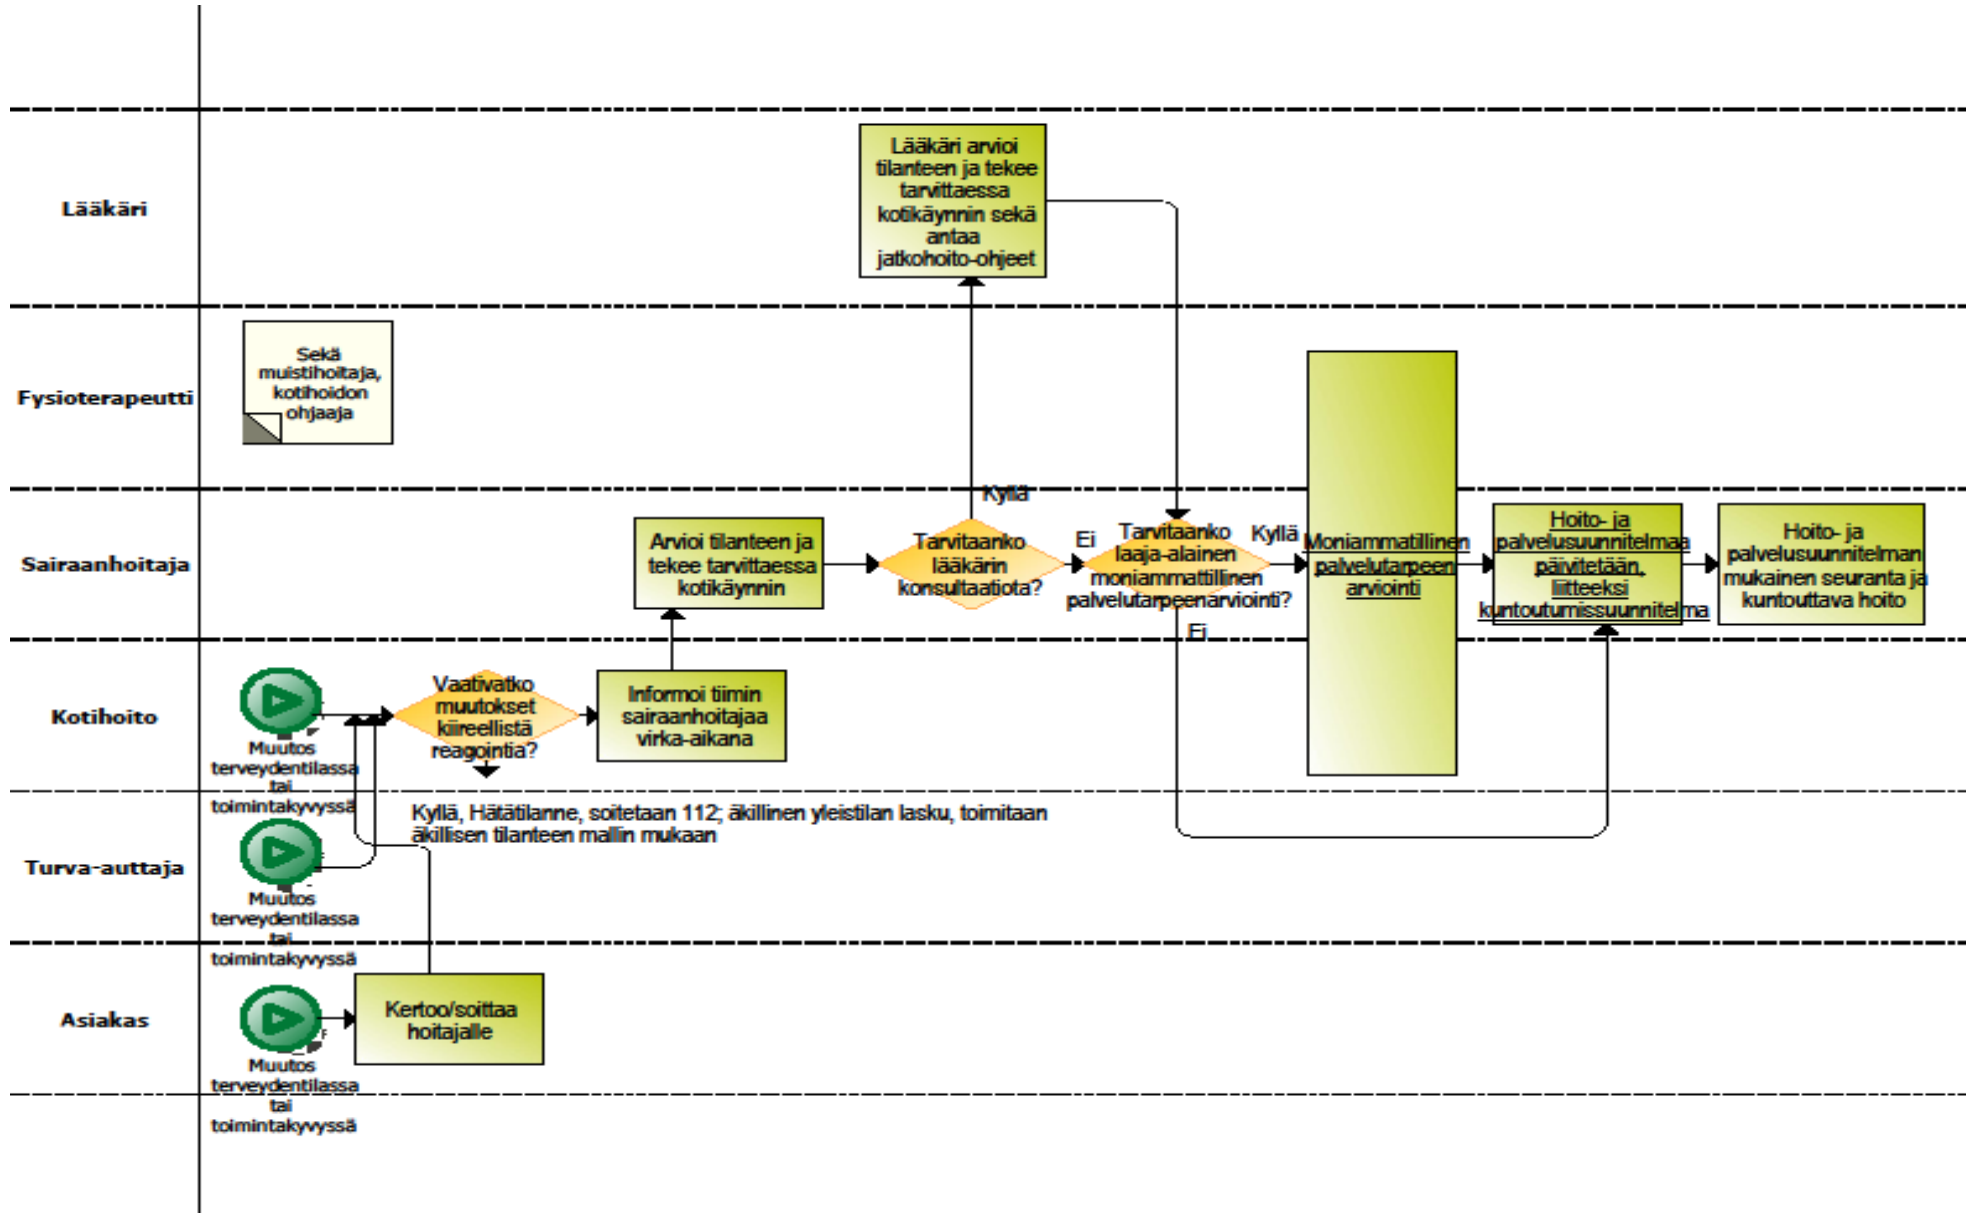 Lääkäri
Lääkäri arvioi
tilanteen ja tekee
tarvittaessa
kotikäynnin sekä
antaa
jatkohoito-ohjeet
Fysioterapeutti
Sekä
muistihoitaja,
kotihoidon
ohjaaja
Sairaanhoitaja
Arvioi tilanteen ja
tekee tarvittaessa
kotikäynnin
Tarvitaanko
lääkärin
konsultaatiota?
Kyllä
Ei
Tarvitaanko
laaja-alainen
moniammattillinen
palvelutarpeenarviointi?
Kyllä
Ei
Moniammatillinen
palvelutarpeen
arviointi
Hoito- ja
palvelusuunnitelmaa
päivitetään,
liitteeksi
kuntoutumissuunnitelma
Hoito- ja
palvelusuunnitelman
mukainen seuranta ja
kuntouttava hoito
Kotihoito
Muutos
terveydentilassa
tai
toimintakyvyssä
Vaativatko
muutokset
kiireellistä
reagointia?
Informoi tiimin
sairaanhoitajaa
virka-aikana
Kyllä, Hätätilanne, soitetaan 112; äkillinen yleistilan lasku, toimitaan
äkillisen tilanteen mallin mukaan
Turva-auttaja
Muutos
terveydentilassa
tai
toimintakyvyssä
Asiakas
Muutos
terveydentilassa
tai
toimintakyvyssä
Kertoo/soittaa
hoitajalle